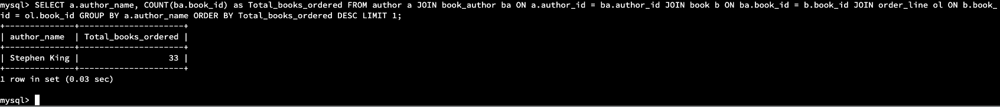 mysql> SELECT a.author_name, COUNT(ba.book_id) as Total_books_ordered FROM author a JOIN book_author ba ON a.author_id = ba.author_id JOIN book b ON ba.book_id = b.book_id JOIN order_line ol ON b.book_
id = ol.book_id GROUP BY a.author_name ORDER BY Total_books_ordered DESC LIMIT 1;
+--------------+---------------------+
| author_name  | Total_books_ordered |
+--------------+---------------------+
| Stephen King |                  33 |
+--------------+---------------------+
1 row in set (0.03 sec)
mysql>